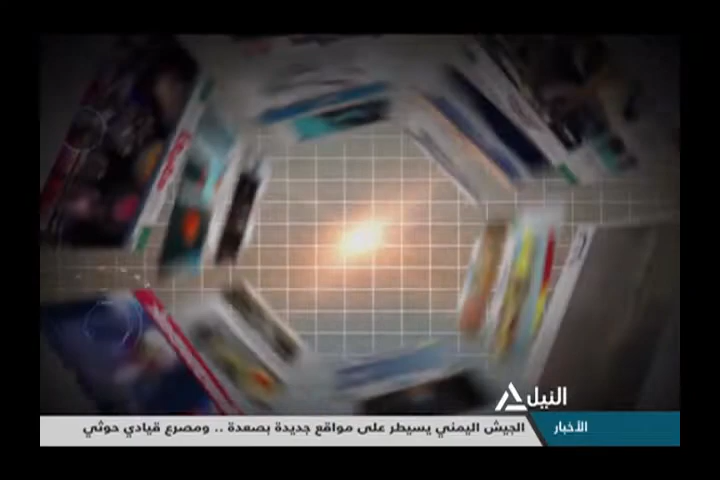 النيل
الأخبار
الجيش اليمني يسيطر على مواقع جديدة بصعدة .. ومصرع قيادي حوثي